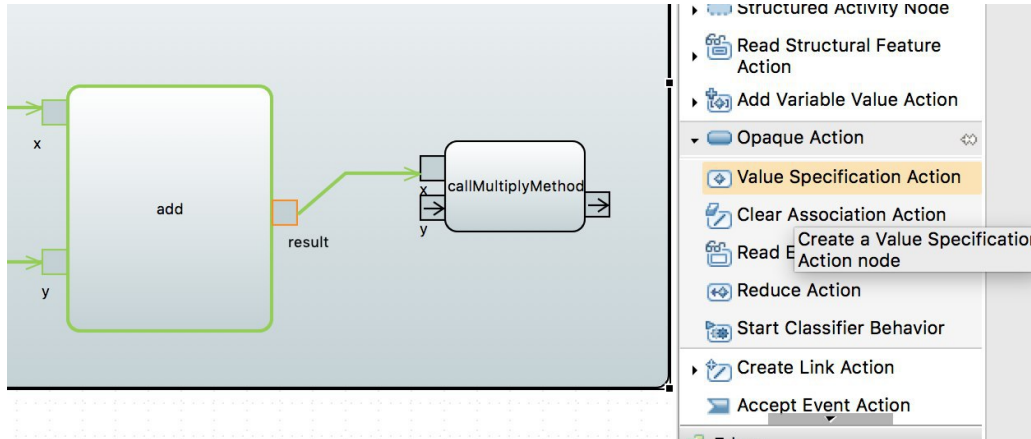 x
add
y
result
callMultiplyMethod
x
y
Structured Activity Node
Read Structural Feature
Action
Add Variable Value Action
Opaque Action
Value Specification Action
Clear Association Action
Read E
Create a Value Specification
Action node
Reduce Action
Start Classifier Behavior
Create Link Action
Accept Event Action